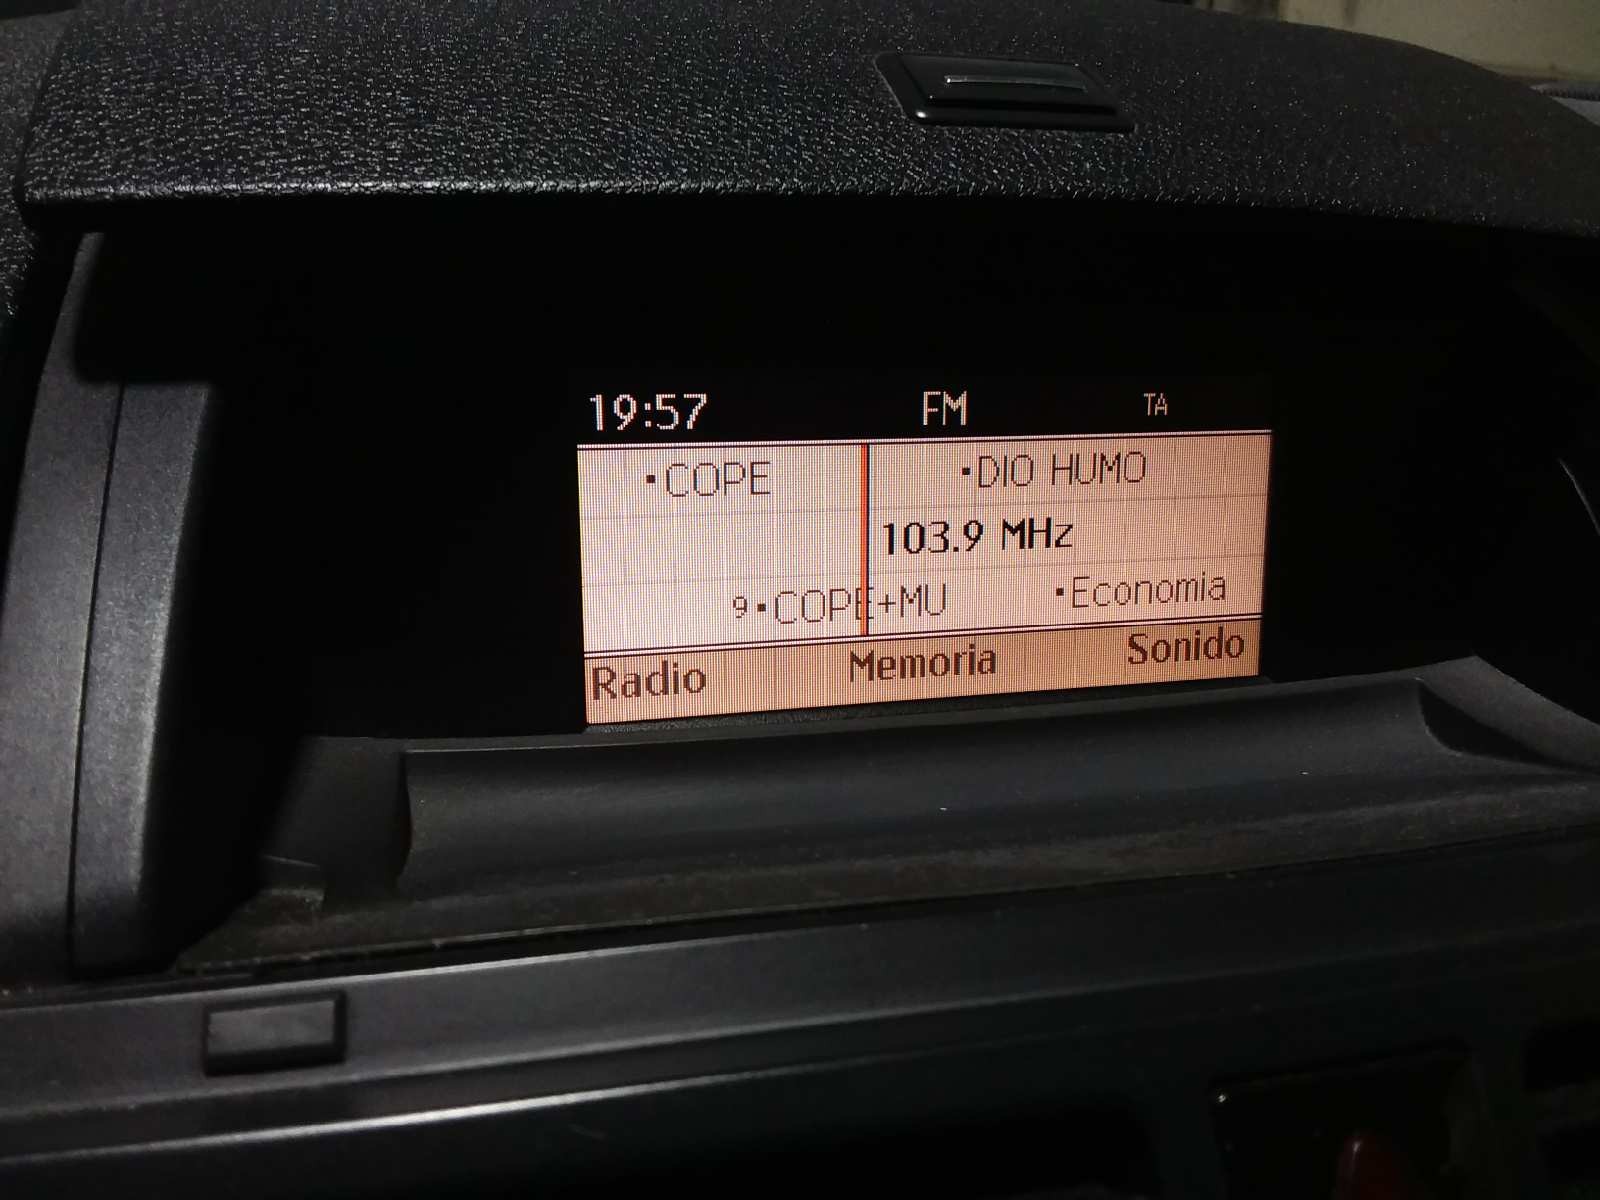 19:57 FM TA
▪COPE ▪DIO HUMO
103.9 MHz
9▪COPE+MU ▪Economia
Radio Memoria Sonido